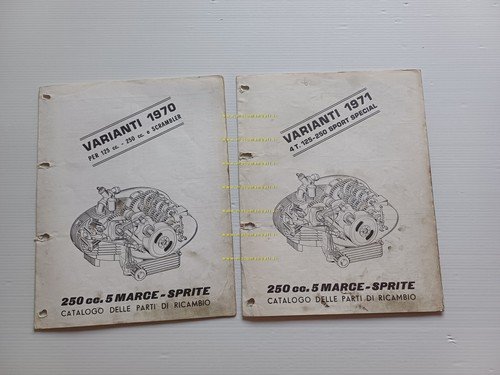 VARIANTI 1970
PER 125 cc. - 250 cc. e SCRAMBLER
250 cc. 5 MARCE - SPRITE
CATALOGO DELLE PARTI DI RICAMBIO
VARIANTI 1971
4 T. 125-250 SPORT SPECIAL
250 cc. 5 MARCE - SPRITE
CATALOGO DELLE PARTI DI RICAMBIO